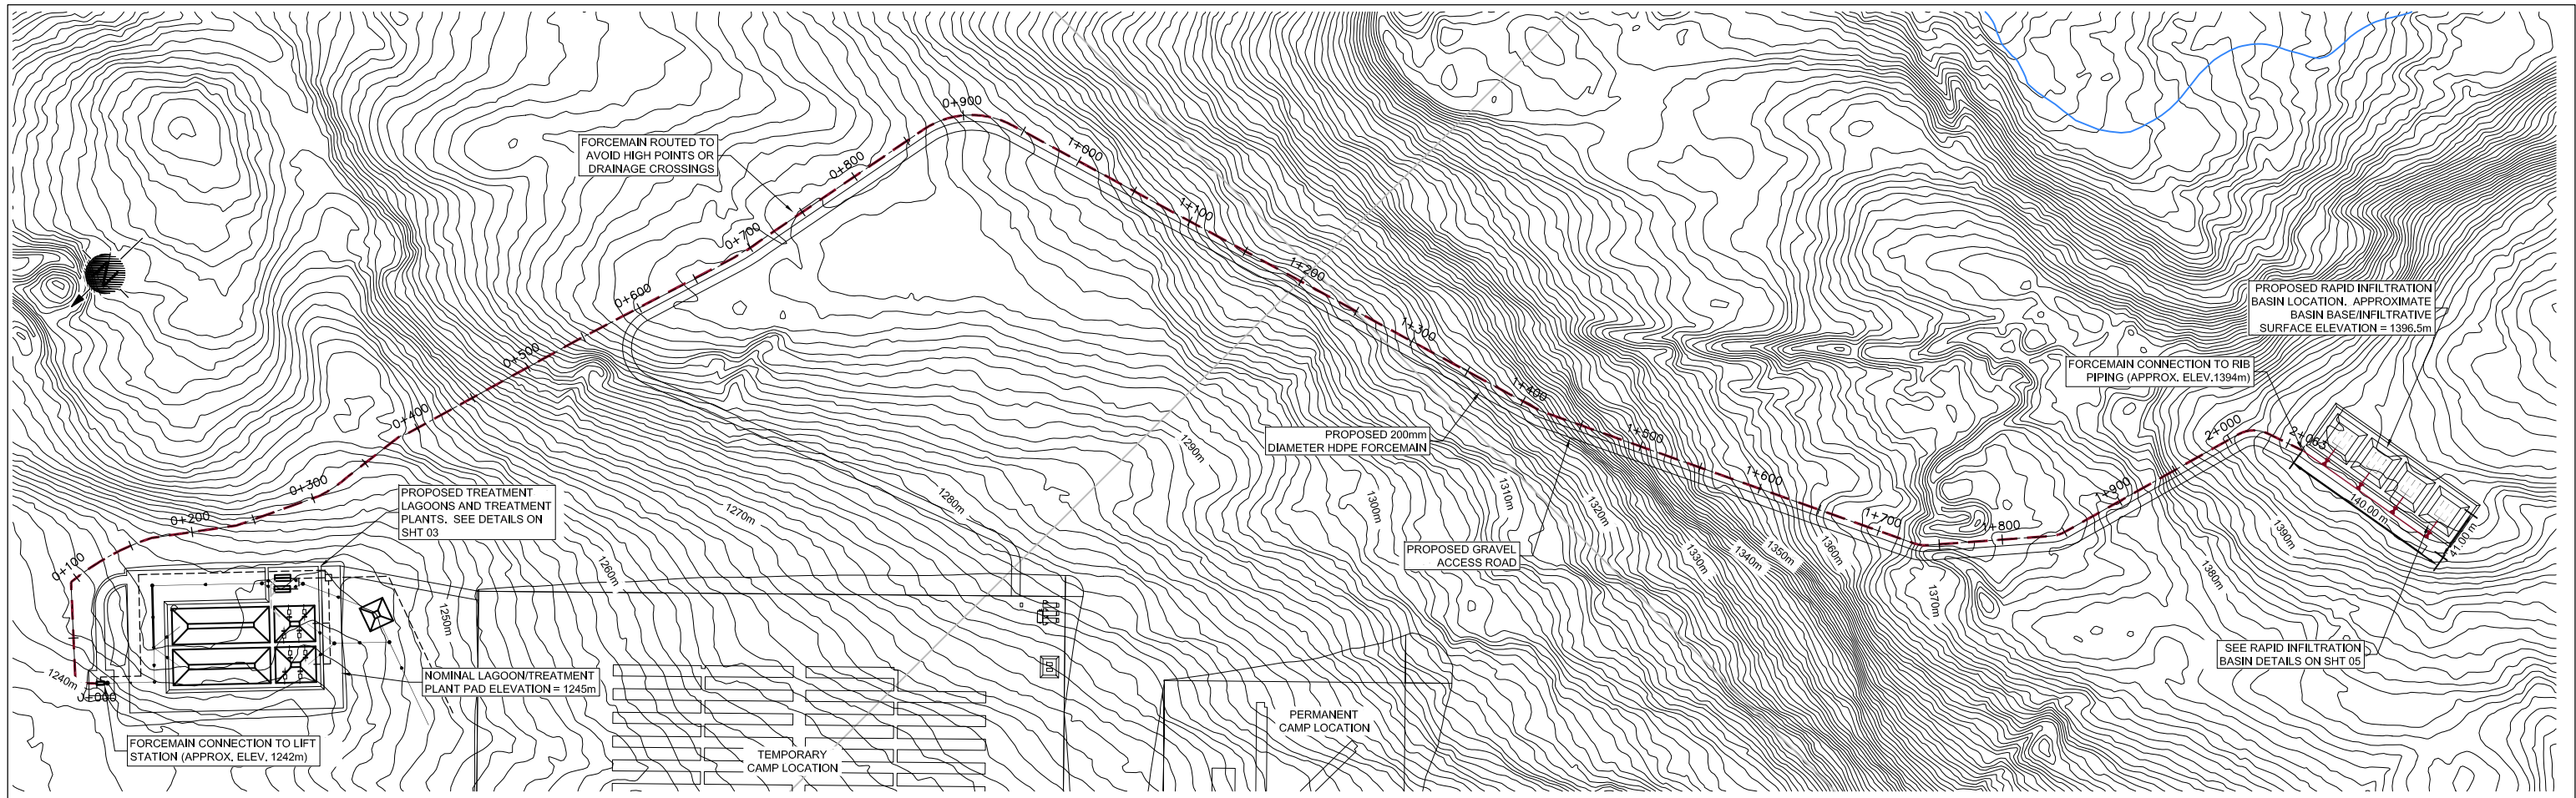 0+900
FORCEMAIN ROUTED TO
AVOID HIGH POINTS OR
DRAINAGE CROSSINGS
1+000
0+800
1+100
0+700
1+200
N
0+600
PROPOSED RAPID INFILTRATION
BASIN LOCATION. APPROXIMATE
BASIN BASE/INFILTRATIVE
SURFACE ELEVATION = 1396.5m
1+300
0+500
FORCEMAIN CONNECTION TO RIB
PIPING (APPROX. ELEV.1394m)
1+400
0+400
2+000
2+065
PROPOSED 200mm
DIAMETER HDPE FORCEMAIN
1+500
1290m
1+600
0+300
1+900
PROPOSED TREATMENT
LAGOONS AND TREATMENT
PLANTS. SEE DETAILS ON
SHT 03
1280m
1300m
1310m
140.00 m
1270m
1320m
0+200
1+700
1+800
1390m
41.00 m
PROPOSED GRAVEL
ACCESS ROAD
1330m
1340m
1350m
1360m
0+100
1260m
1380m
1370m
1250m
SEE RAPID INFILTRATION
BASIN DETAILS ON SHT 05
1240m
NOMINAL LAGOON/TREATMENT
PLANT PAD ELEVATION = 1245m
0+000
PERMANENT
CAMP LOCATION
FORCEMAIN CONNECTION TO LIFT
STATION (APPROX. ELEV. 1242m)
TEMPORARY
CAMP LOCATION